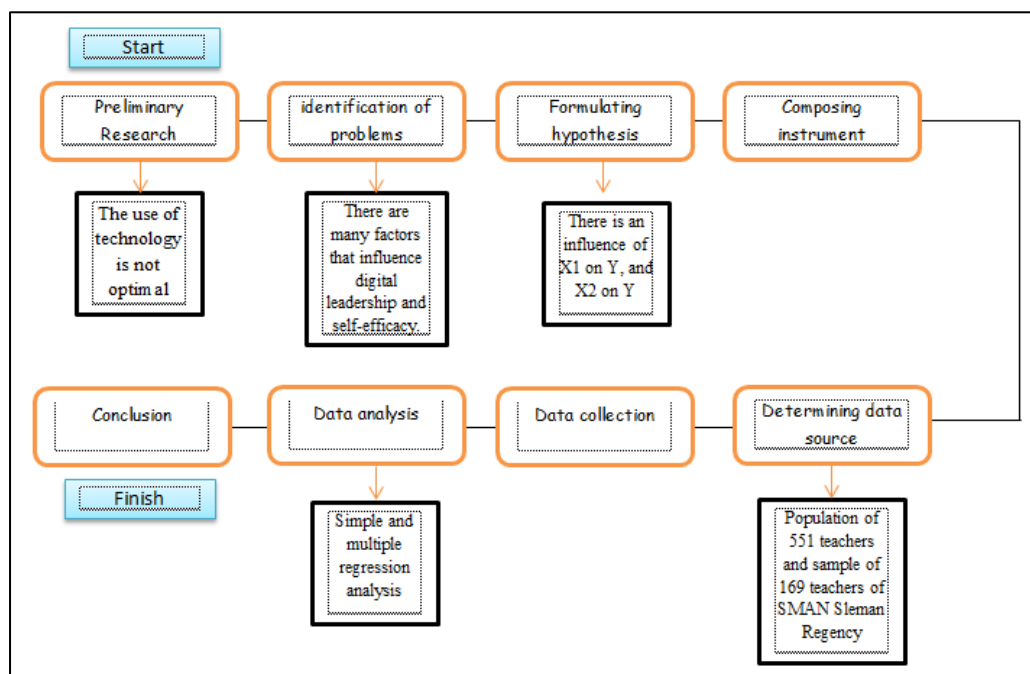 Start
Preliminary
Research
identification of
problems
Formulating
hypothesis
Composing
instrument
The use of
technology
is not
optimal
There are
many factors
that influence
digital
leadership and
self-efficacy.
There is an
influence of
X1 on Y, and
X2 on Y
Conclusion
Data analysis
Data collection
Determining data
source
Finish
Simple and
multiple
regression
analysis
Population of
551 teachers
and sample of
169 teachers of
SMAN Sleman
Regency